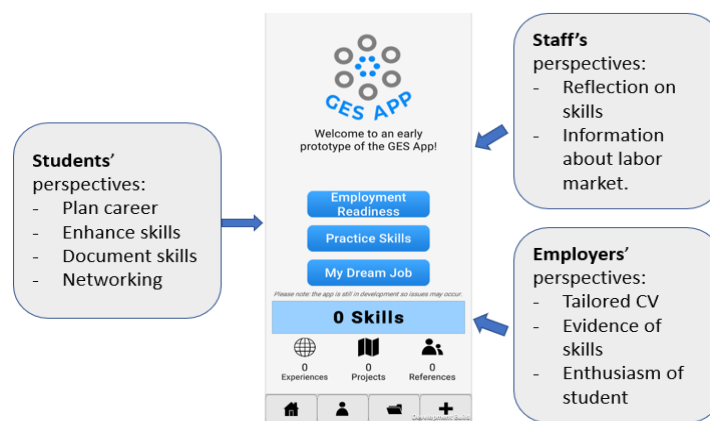 Students'
perspectives:
- Plan career
- Enhance skills
- Document skills
- Networking
GES APP
Welcome to an early
prototype of the GES App!
Employment
Readiness
Practice Skills
My Dream Job
Please note: the app is still in development so issues may occur.
0 Skills
0
Experiences
0
Projects
0
References
Development Build
Staff's
perspectives:
- Reflection on
skills
- Information
about labor
market.
Employers'
perspectives:
- Tailored CV
- Evidence of
skills
- Enthusiasm of
student